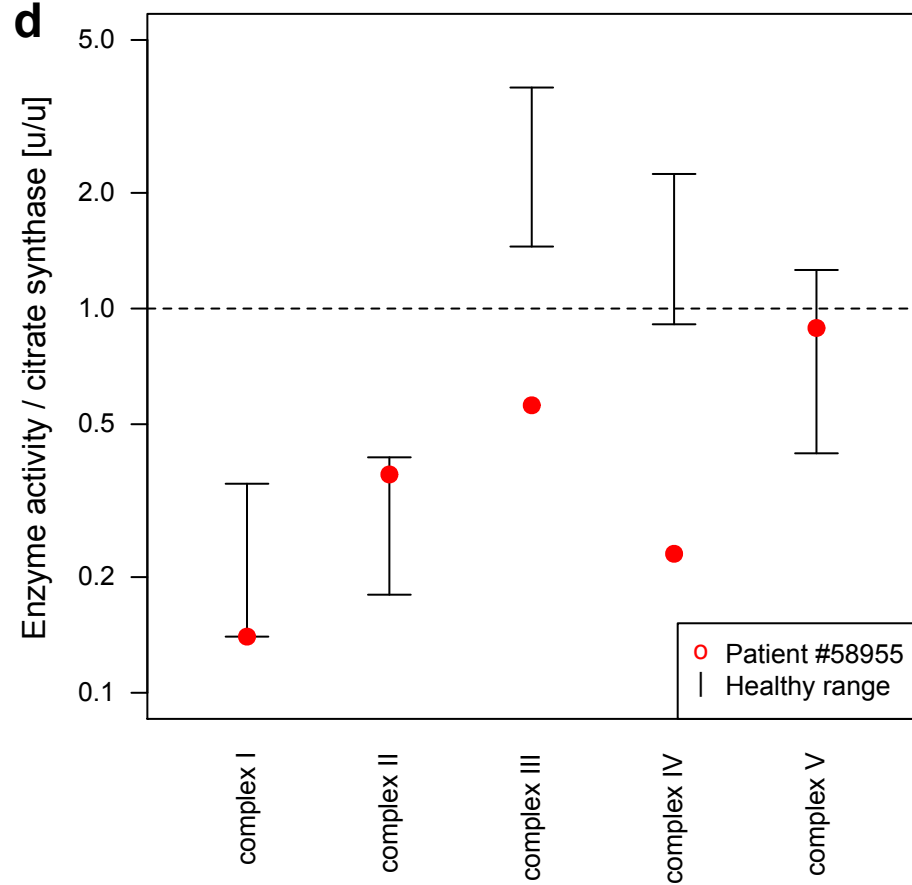 d
Enzyme activity / citrate synthase [u/u]
5.0
2.0
1.0
0.5
0.2
0.1
complex I
complex II
complex III
complex IV
complex V
o Patient #58955
| Healthy range